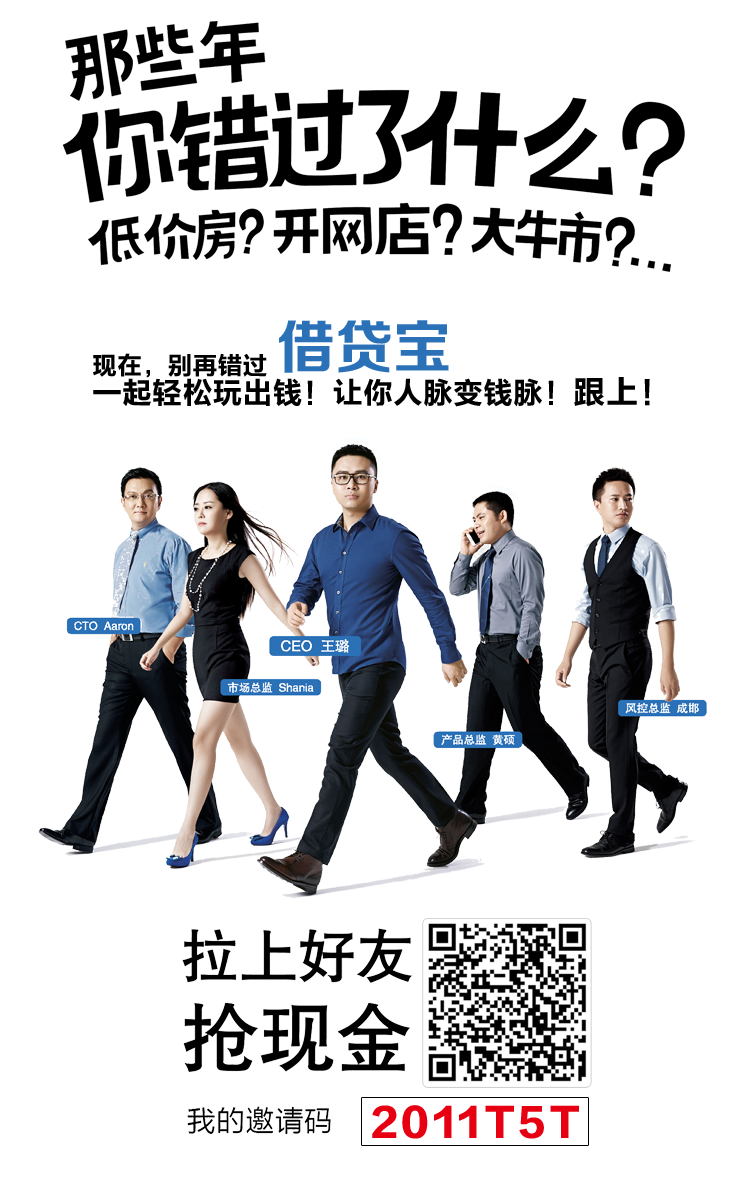 那些年
你错过了什么?
低价房?开网店?大牛市?...
现在，别再错过 借贷宝
一起轻松玩出钱！让你人脉变钱脉！跟上！
CTO Aaron
CEO 王璐
市场总监 Shania
风控总监 成邯
产品总监 黄硕
拉上好友
抢现金
我的邀请码 2011T5T